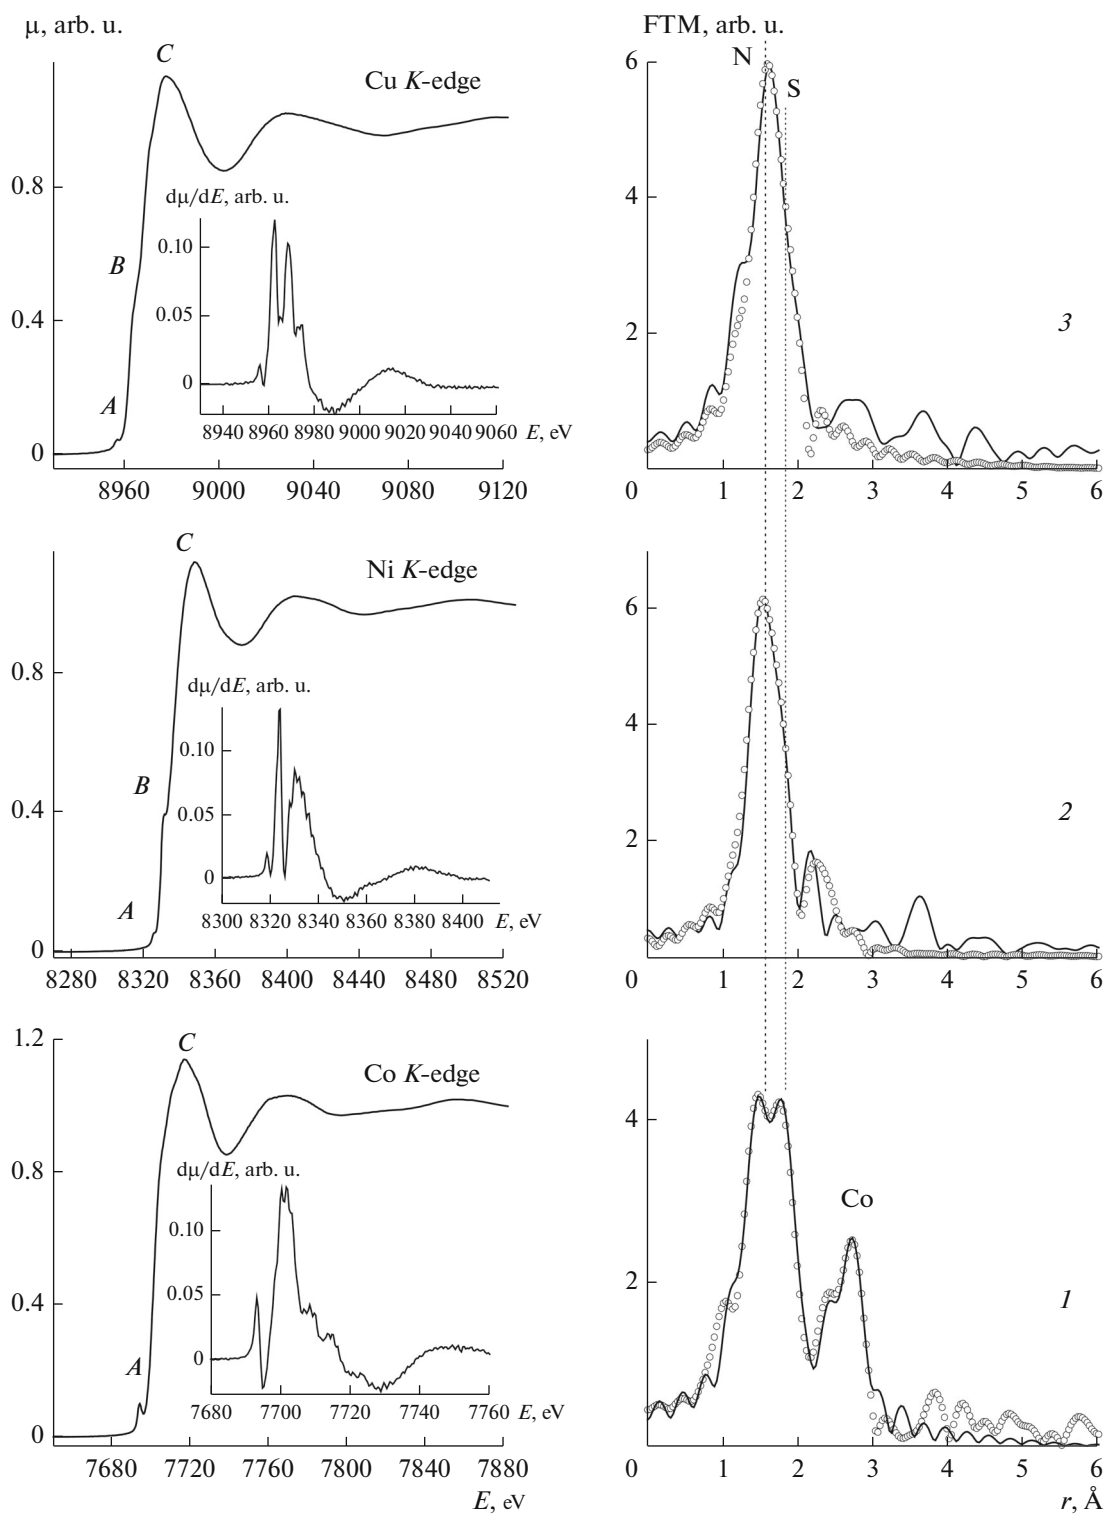 μ, arb. u.
C
Cu K-edge
0.8
dμ/dE, arb. u.
0.10
B
0.05
0.4
0
A
8940 8960 8980 9000 9020 9040 9060 E, eV
0
8960 9000 9040 9080 9120
FTM, arb. u.
6
N
S
4
3
2
0 1 2 3 4 5 6
C
Ni K-edge
0.8
dμ/dE, arb. u.
0.10
B
0.4
0.05
0
A
8300 8320 8340 8360 8380 8400 E, eV
0
8280 8320 8360 8400 8440 8480 8520
6
4
2
2
0 1 2 3 4 5 6
1.2
C
Co K-edge
0.8
dμ/dE, arb. u.
0.10
0.05
0.4
0
A
7680 7700 7720 7740 7760 E, eV
0
7680 7720 7760 7800 7840 7880
E, eV
4
Co
2
1
0 1 2 3 4 5 6
r, Å